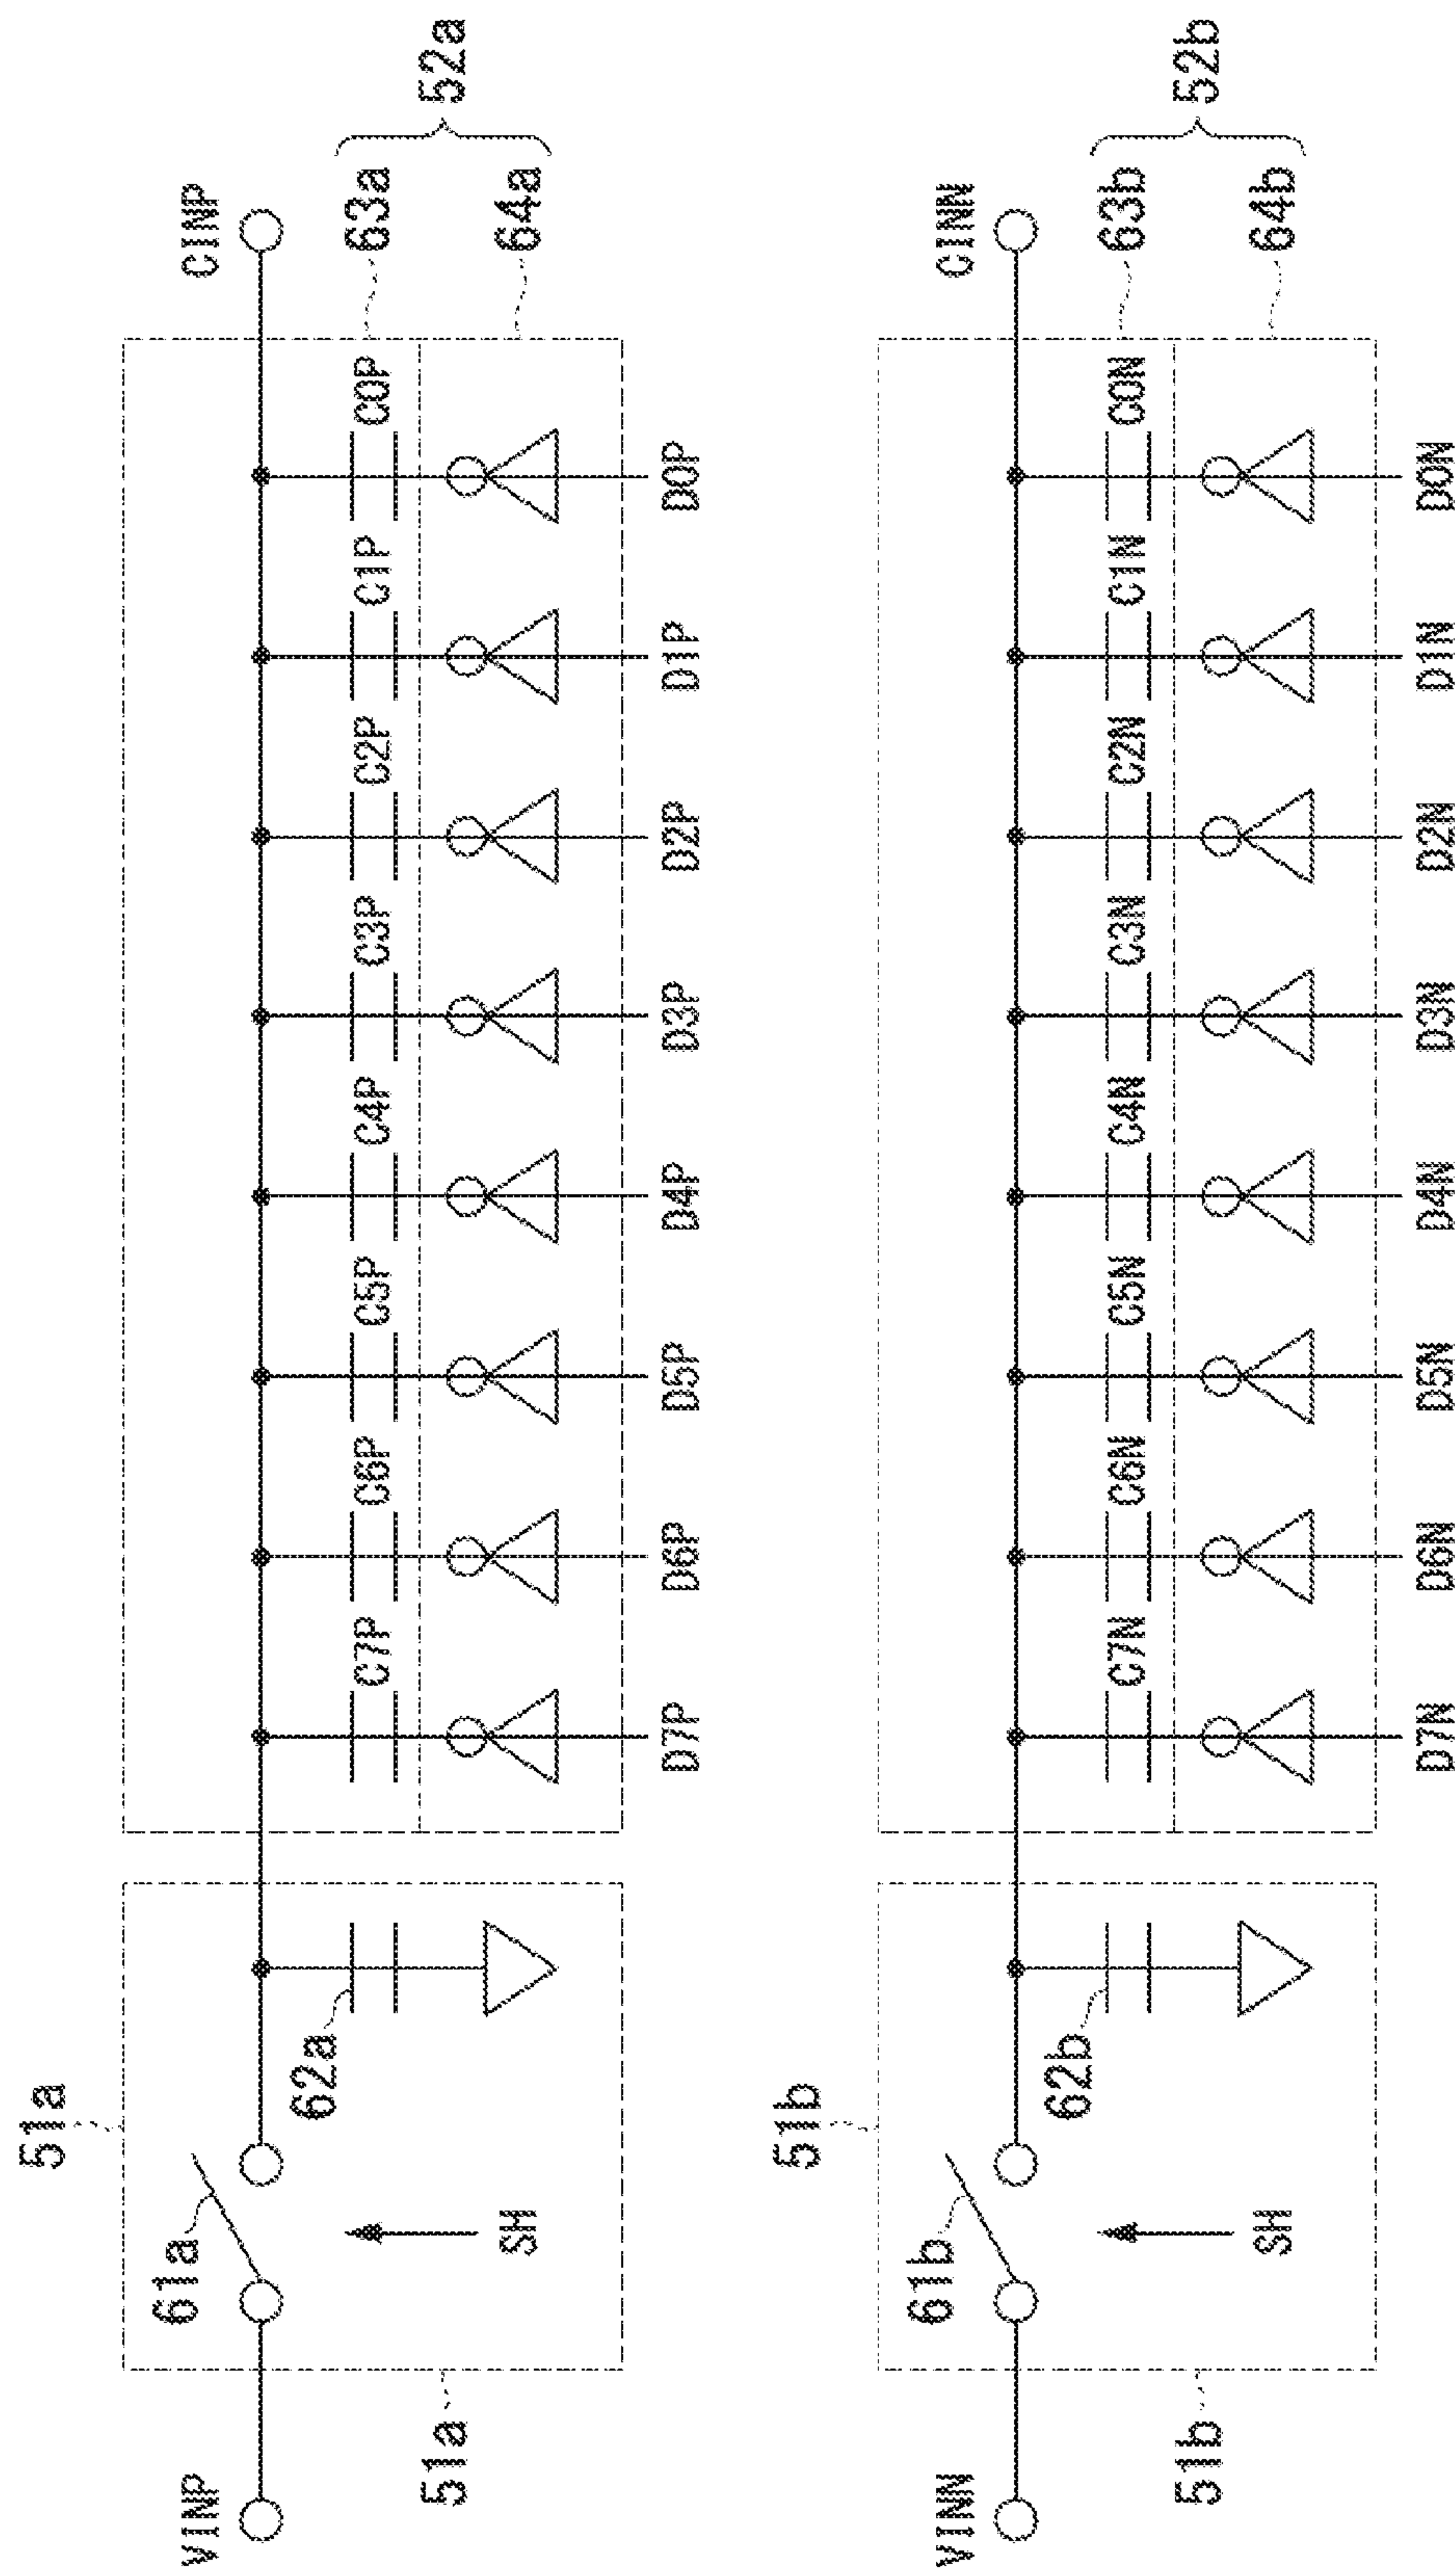 51a
VINP 61a CINP
62a
C7P C6P C5P C4P C3P C2P C1P C0P 63a
51a 52a
SH 64a
D7P D6P D5P D4P D3P D2P D1P D0P
51b
VINN 61b CINN
62b
C7N C6N C5N C4N C3N C2N C1N C0N 63b
51b 52b
SH 64b
D7N D6N D5N D4N D3N D2N D1N D0N